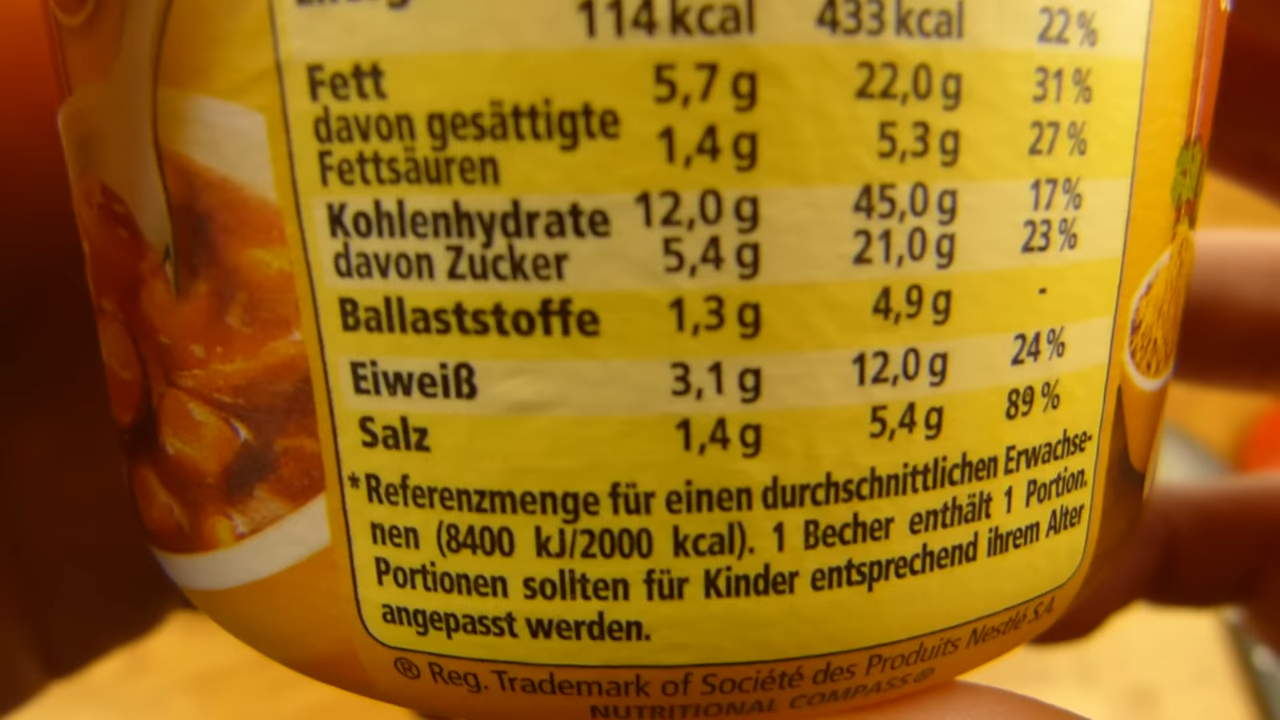 114 kcal 433 kcal 22%
Fett 5,7 g 22,0 g 31%
davon gesättigte
Fettsäuren 1,4 g 5,3 g 27%
Kohlenhydrate 12,0 g 45,0 g 17%
davon Zucker 5,4 g 21,0 g 23%
Ballaststoffe 1,3 g 4,9 g -
Eiweiß 3,1 g 12,0 g 24%
Salz 1,4 g 5,4 g 89%
*Referenzmenge für einen durchschnittlichen Erwachse-
nen (8400 kJ/2000 kcal). 1 Becher enthält 1 Portion.
Portionen sollten für Kinder entsprechend ihrem Alter
angepasst werden.
® Reg. Trademark of Société des Produits Nestlé S.A.
NUTRITIONAL COMPASS®